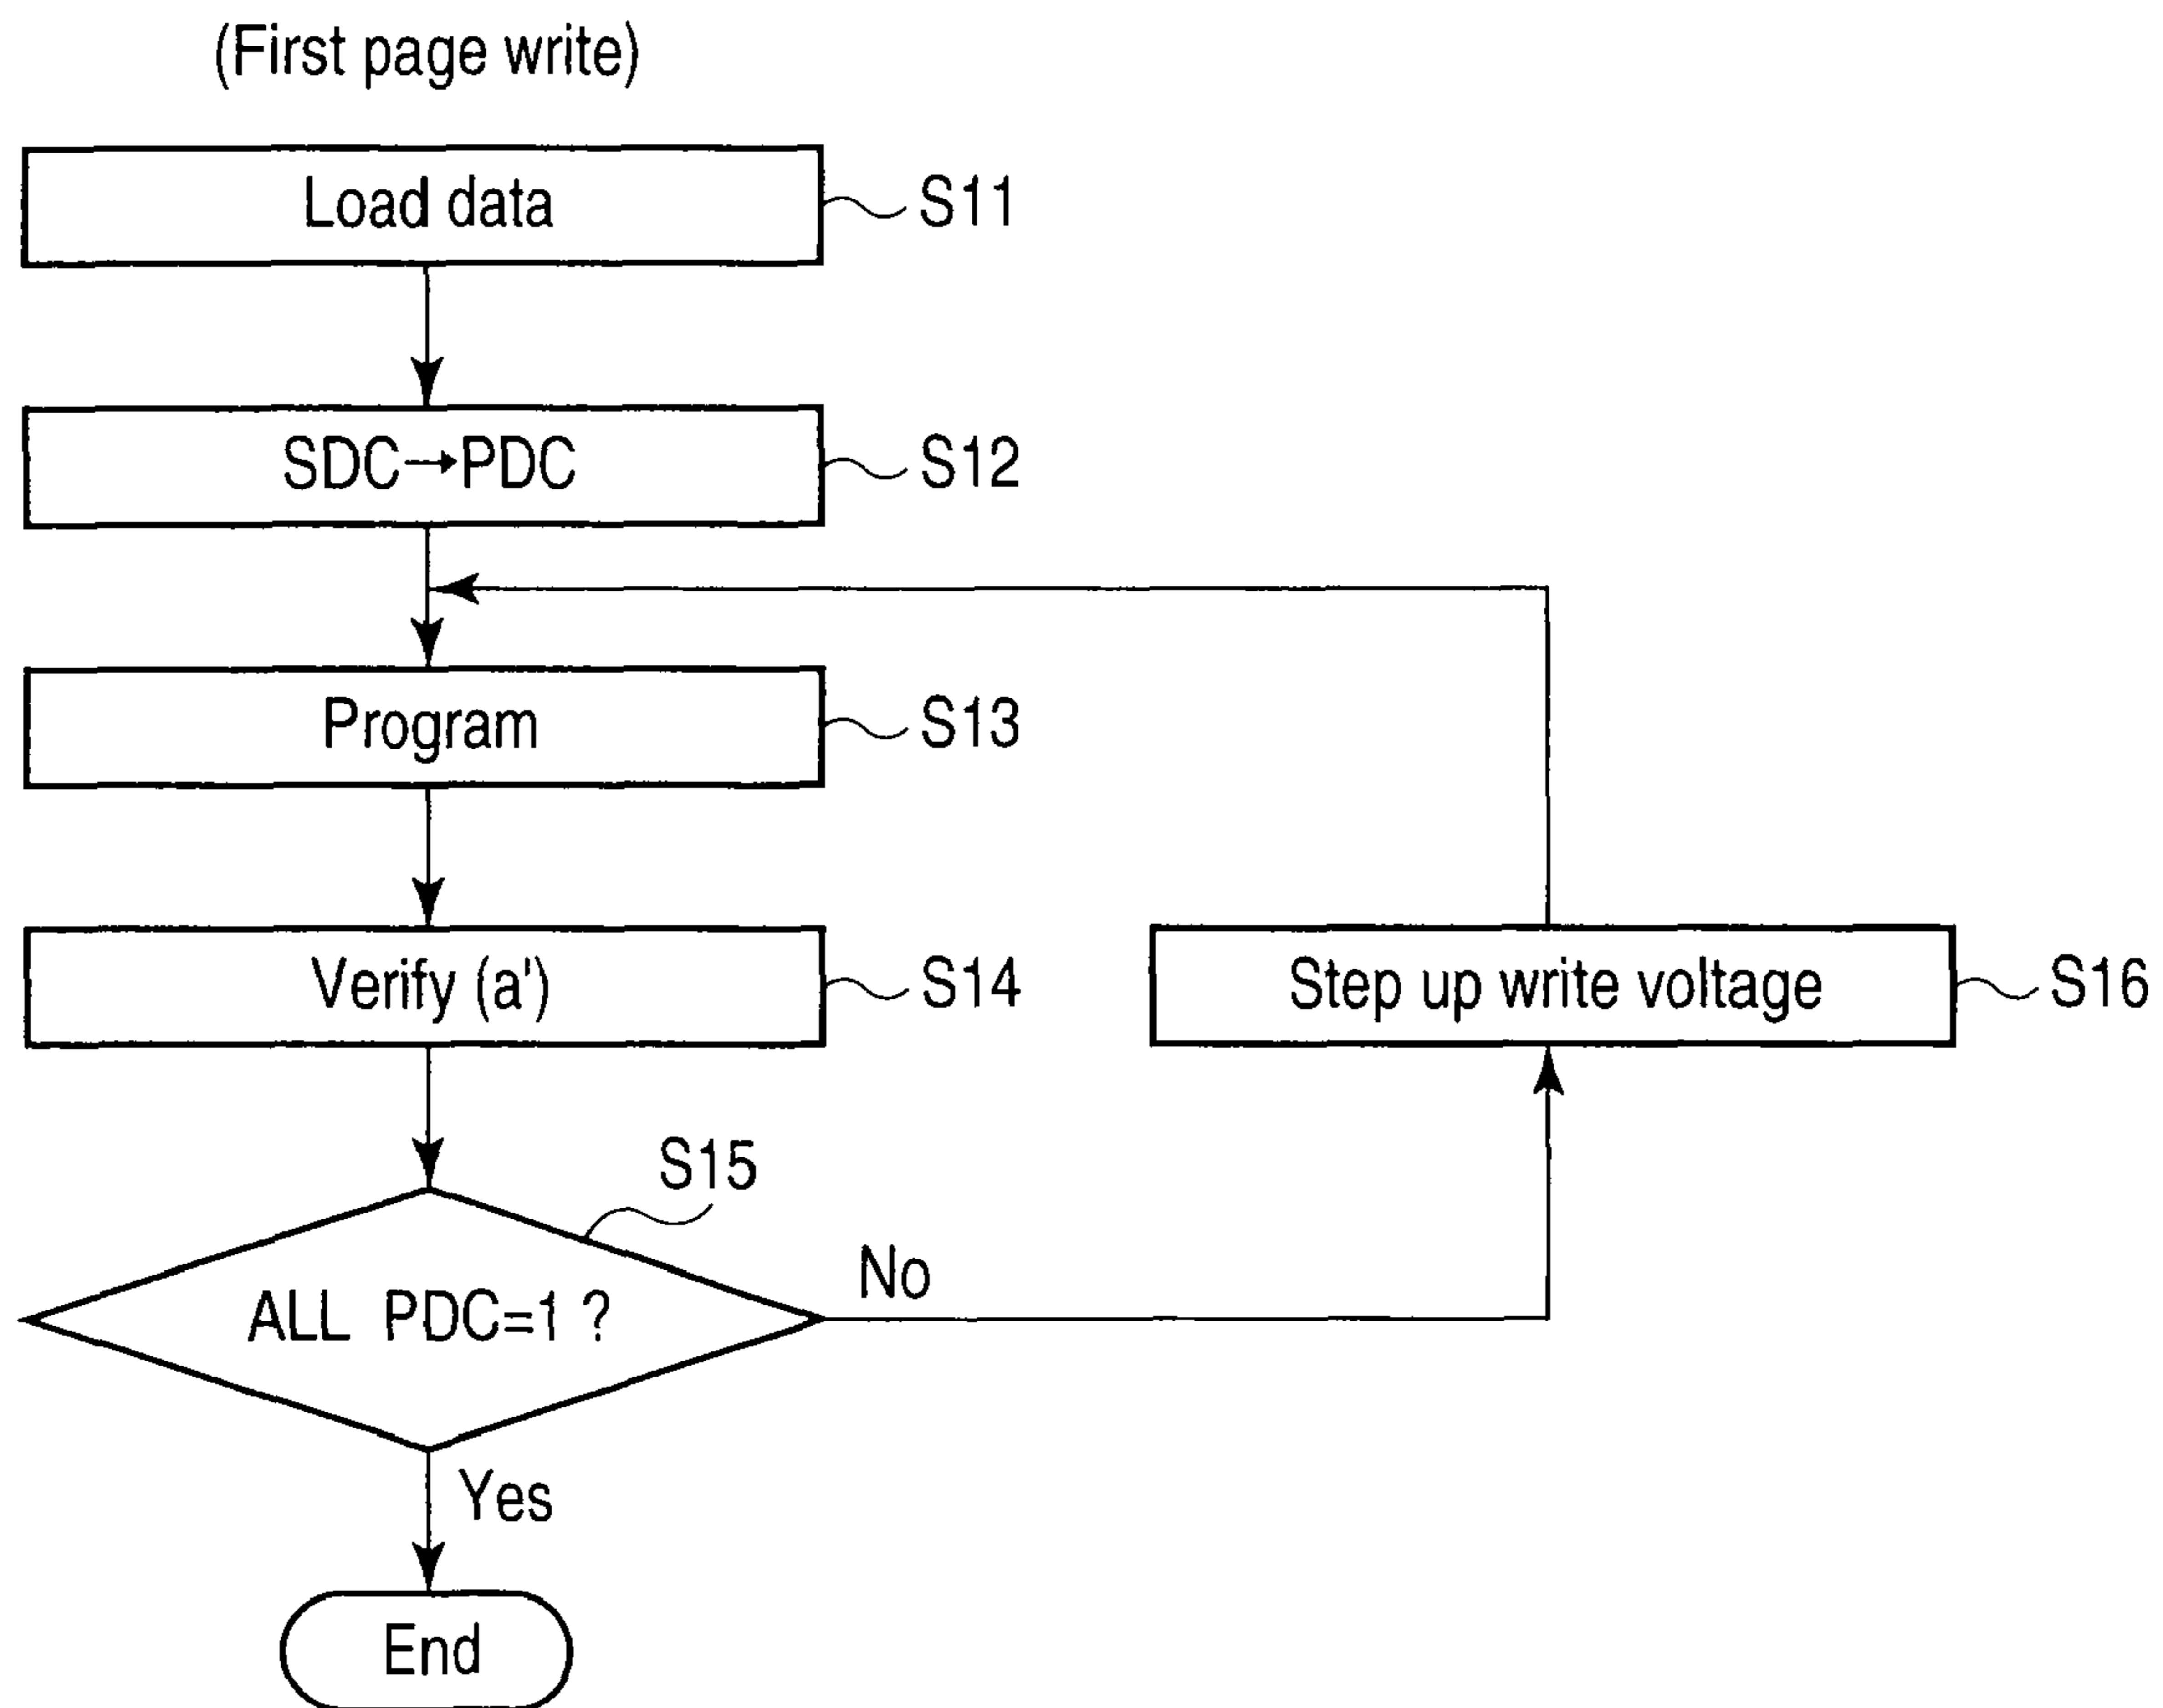 (First page write)
Load data
S11
SDC→PDC
S12
Program
S13
Verify (a')
S14
Step up write voltage
S16
S15
ALL PDC=1 ?
No
Yes
End